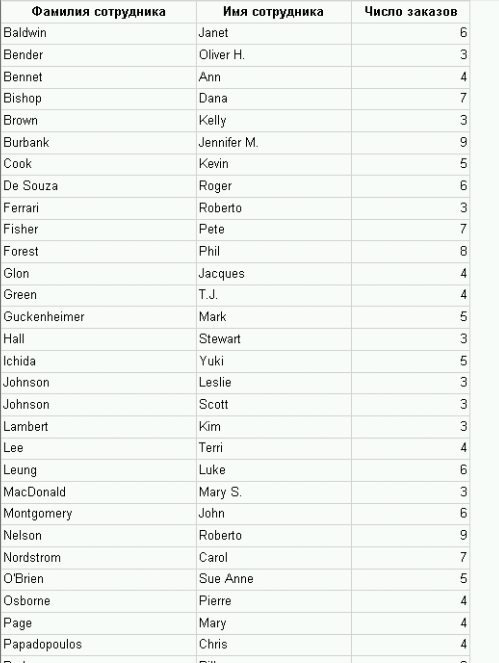 Фамилия сотрудника Имя сотрудника Число заказов
Baldwin Janet 6
Bender Oliver H. 3
Bennet Ann 4
Bishop Dana 7
Brown Kelly 3
Burbank Jennifer M. 9
Cook Kevin 5
De Souza Roger 6
Ferrari Roberto 3
Fisher Pete 7
Forest Phil 8
Glon Jacques 4
Green T.J. 4
Guckenheimer Mark 5
Hall Stewart 3
Ichida Yuki 5
Johnson Leslie 3
Johnson Scott 3
Lambert Kim 3
Lee Terri 4
Leung Luke 6
MacDonald Mary S. 3
Montgomery John 6
Nelson Roberto 9
Nordstrom Carol 7
O'Brien Sue Anne 5
Osborne Pierre 4
Page Mary 4
Papadopoulos Chris 4